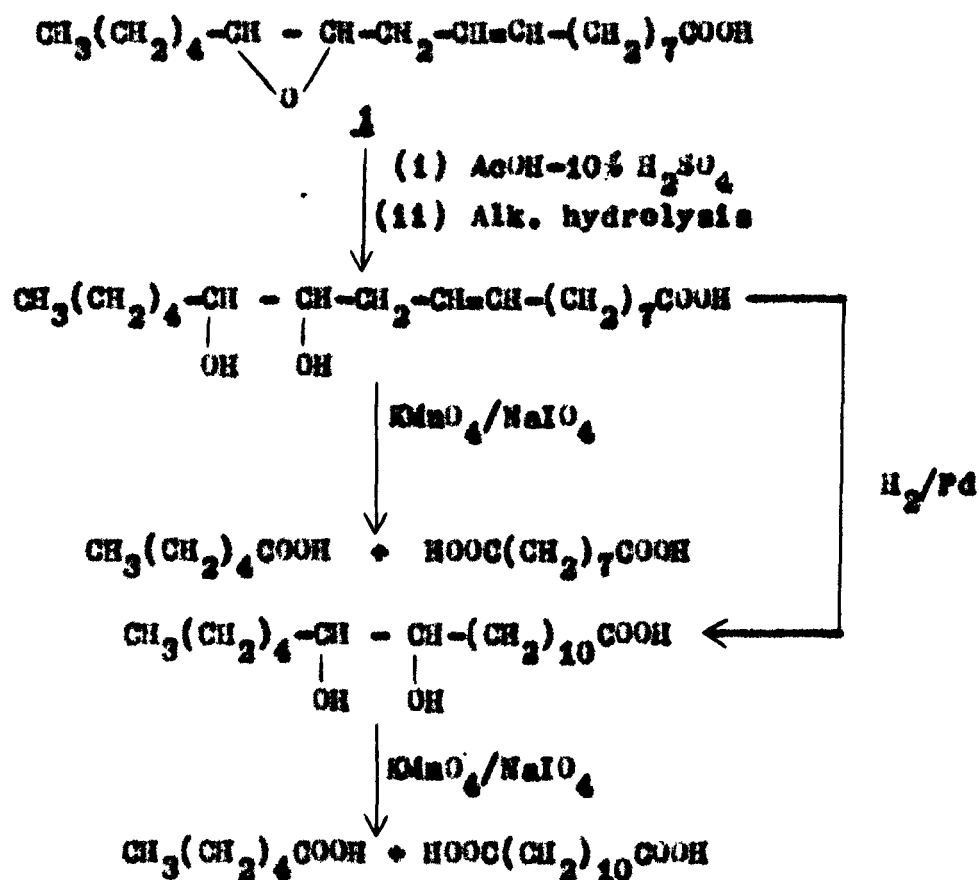 CH3(CH2)4-CH - CH-CH2-CH=CH-(CH2)7COOH
O
1
(i) AcOH-10% H2SO4
(ii) Alk. hydrolysis
CH3(CH2)4-CH - CH-CH2-CH=CH-(CH2)7COOH
OH OH
KMnO4/NaIO4
H2/Pd
CH3(CH2)4COOH + HOOC(CH2)7COOH
CH3(CH2)4-CH - CH-(CH2)10COOH
OH OH
KMnO4/NaIO4
CH3(CH2)4COOH + HOOC(CH2)10COOH